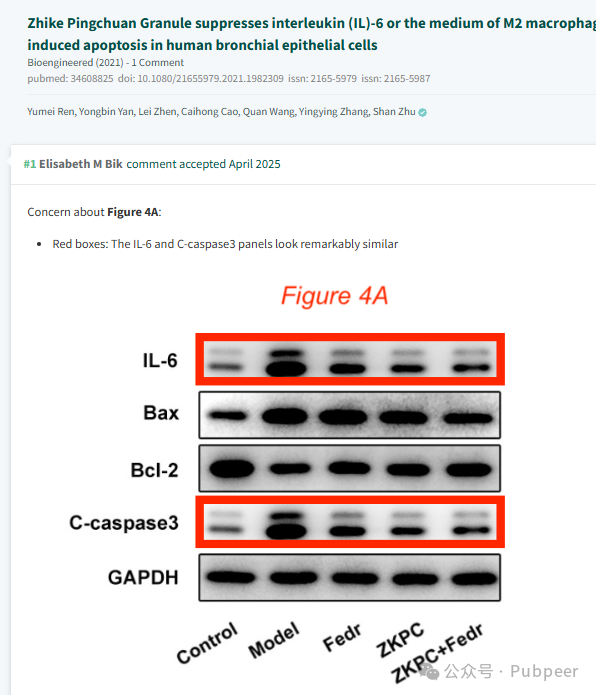 Zhike Pingchuan Granule suppresses interleukin (IL)-6 or the medium of M2 macrophag
induced apoptosis in human bronchial epithelial cells
Bioengineered (2021) - 1 Comment
pubmed: 34608825 doi: 10.1080/21655979.2021.1982309 issn: 2165-5979 issn: 2165-5987
Yumei Ren, Yongbin Yan, Lei Zhen, Caihong Cao, Quan Wang, Yingying Zhang, Shan Zhu
#1 Elisabeth M Bik comment accepted April 2025
Concern about Figure 4A:
• Red boxes: The IL-6 and C-caspase3 panels look remarkably similar
Figure 4A
IL-6
Bax
Bcl-2
C-caspase3
GAPDH
Control
Model
Fedr
ZKPC
ZKPC+Fedr
公众号 · Pubpeer